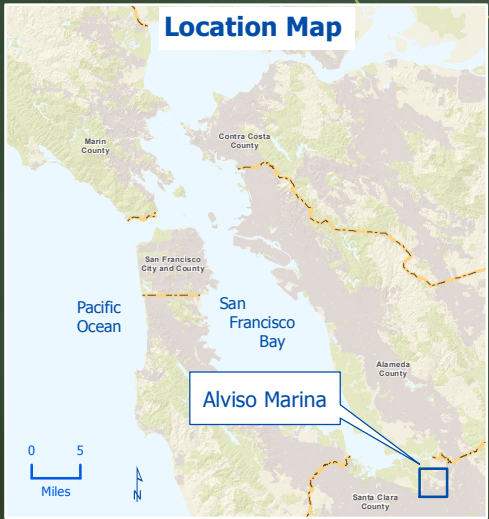 Location Map
Marin
County
Contra Costa
County
San Francisco
City and County
Pacific
Ocean
San
Francisco
Bay
Alameda
County
Alviso Marina
0 5
Miles
N
Santa Clara
County